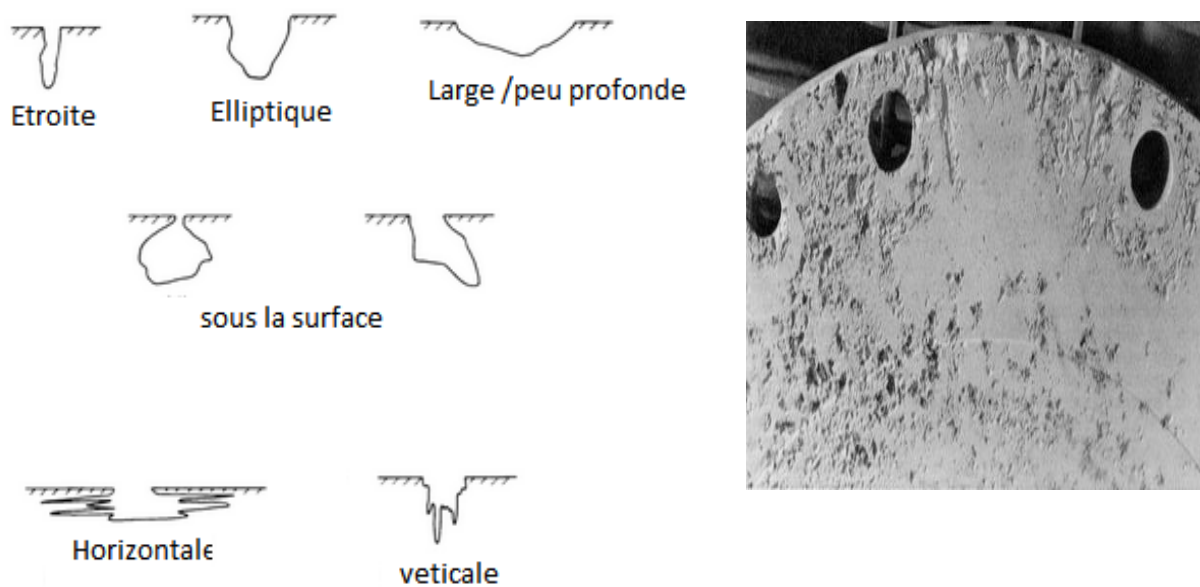 Etroite
Elliptique
Large /peu profonde
sous la surface
Horizontale
veticale